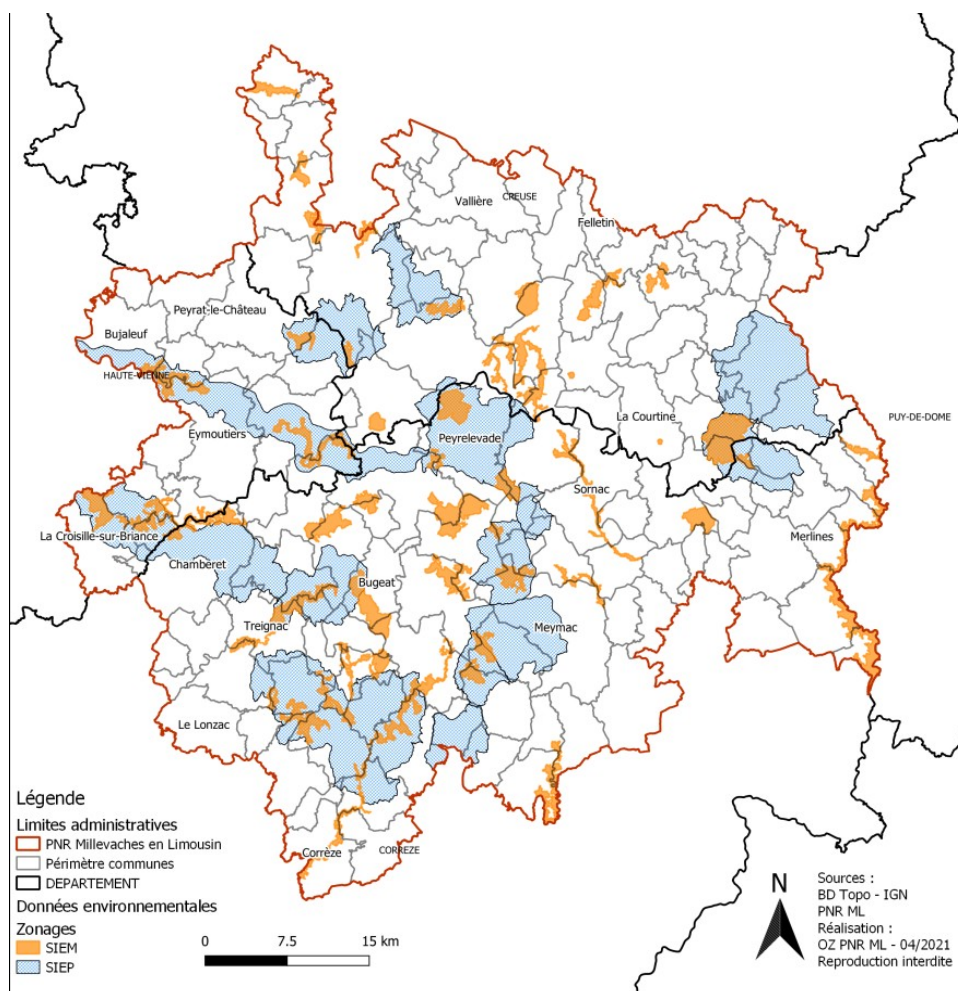 Vallière
CREUSE
Felletin
Peyrat-le-Château
Bujaleuf
HAUTE-VIENNE
La Courtine
PUY-DE-DOME
Eymoutiers
Peyrelevade
Sornac
La Croisille-sur-Briance
Merlines
Chamberet
Bugeat
Treignac
Meymac
Le Lonzac
Corrèze
CORREZE
Légende
Limites administratives
PNR Millevaches en Limousin
Périmètre communes
DEPARTEMENT
Données environnementales
Zonages
SIEM
SIEP
0 7.5 15 km
N
Sources :
BD Topo - IGN
PNR ML
Réalisation :
OZ PNR ML - 04/2021
Reproduction interdite